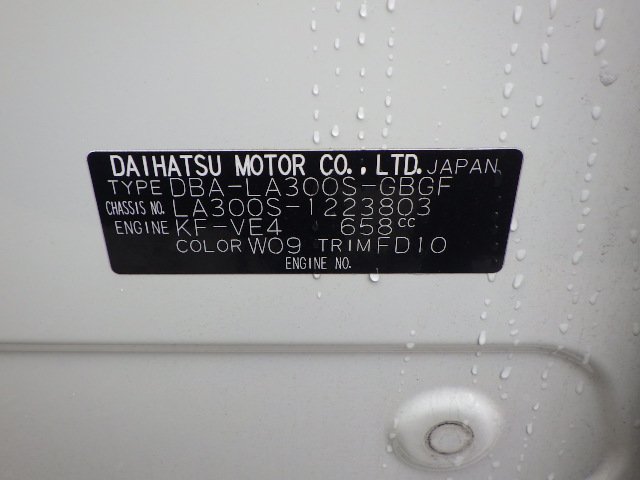 DAIHATSU MOTOR CO., LTD. JAPAN
TYPE DBA-LA300S-GBGF
CHASSIS NO. LA300S-1223803
ENGINE KF-VE4 658cc
COLOR W09 TRIM FD10
ENGINE NO.